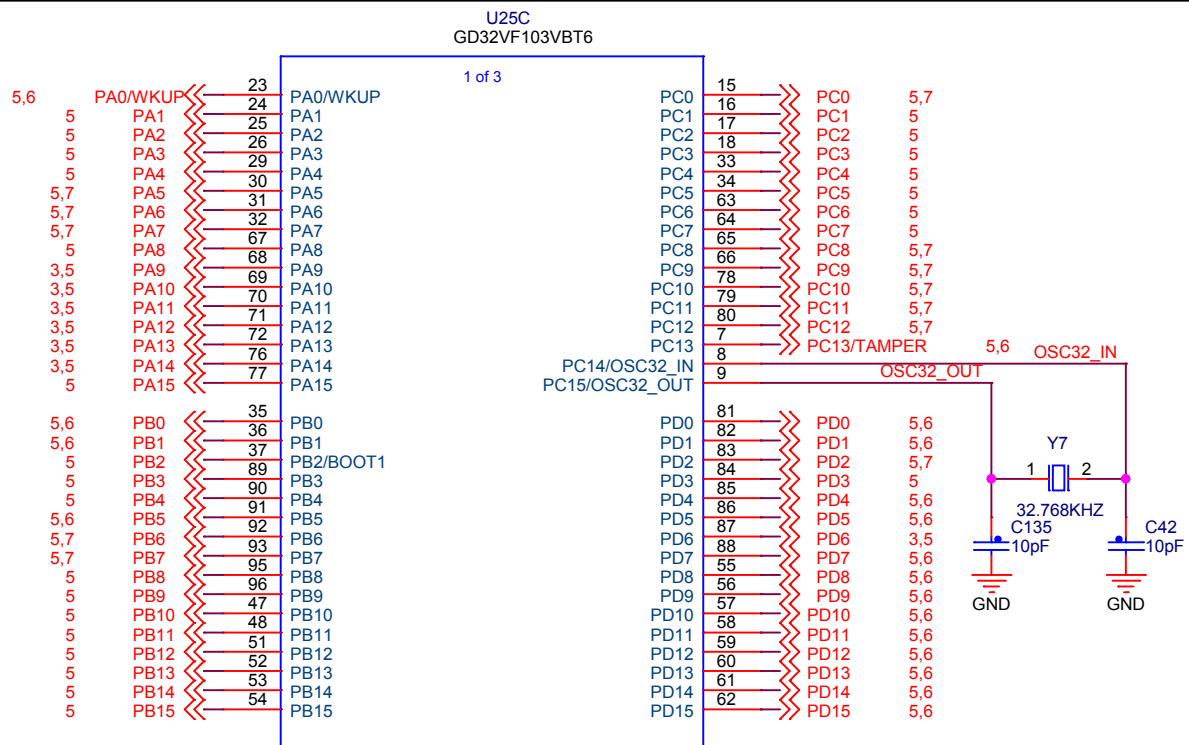 U25C
GD32VF103VBT6
1 of 3
5,6 PA0/WKUP 23 PA0/WKUP PC0 15 PC0 5,7
5 PA1 24 PA1 PC1 16 PC1 5
5 PA2 25 PA2 PC2 17 PC2 5
5 PA3 26 PA3 PC3 18 PC3 5
5 PA4 29 PA4 PC4 33 PC4 5
5,7 PA5 30 PA5 PC5 34 PC5 5
5,7 PA6 31 PA6 PC6 63 PC6 5
5,7 PA7 32 PA7 PC7 64 PC7 5
5 PA8 67 PA8 PC8 65 PC8 5,7
3,5 PA9 68 PA9 PC9 66 PC9 5,7
3,5 PA10 69 PA10 PC10 78 PC10 5,7
3,5 PA11 70 PA11 PC11 79 PC11 5,7
3,5 PA12 71 PA12 PC12 80 PC12 5,7
3,5 PA13 72 PA13 PC13 7 PC13/TAMPER 5,6
3,5 PA14 76 PA14 PC14/OSC32_IN 8 OSC32_IN
5 PA15 77 PA15 PC15/OSC32_OUT 9 OSC32_OUT
5,6 PB0 35 PB0 PD0 81 PD0 5,6
5,6 PB1 36 PB1 PD1 82 PD1 5,6
5 PB2 37 PB2/BOOT1 PD2 83 PD2 5,7
5 PB3 89 PB3 PD3 84 PD3 5
5 PB4 90 PB4 PD4 85 PD4 5,6
5,6 PB5 91 PB5 PD5 86 PD5 5,6
5,7 PB6 92 PB6 PD6 87 PD6 3,5
5,7 PB7 93 PB7 PD7 88 PD7 5,6
5 PB8 95 PB8 PD8 55 PD8 5,6
5 PB9 96 PB9 PD9 56 PD9 5,6
5 PB10 47 PB10 PD10 57 PD10 5,6
5 PB11 48 PB11 PD11 58 PD11 5,6
5 PB12 51 PB12 PD12 59 PD12 5,6
5 PB13 52 PB13 PD13 60 PD13 5,6
5 PB14 53 PB14 PD14 61 PD14 5,6
5 PB15 54 PB15 PD15 62 PD15 5,6
Y7
1 2
32.768KHZ
C135
10pF
C42
10pF
GND
GND